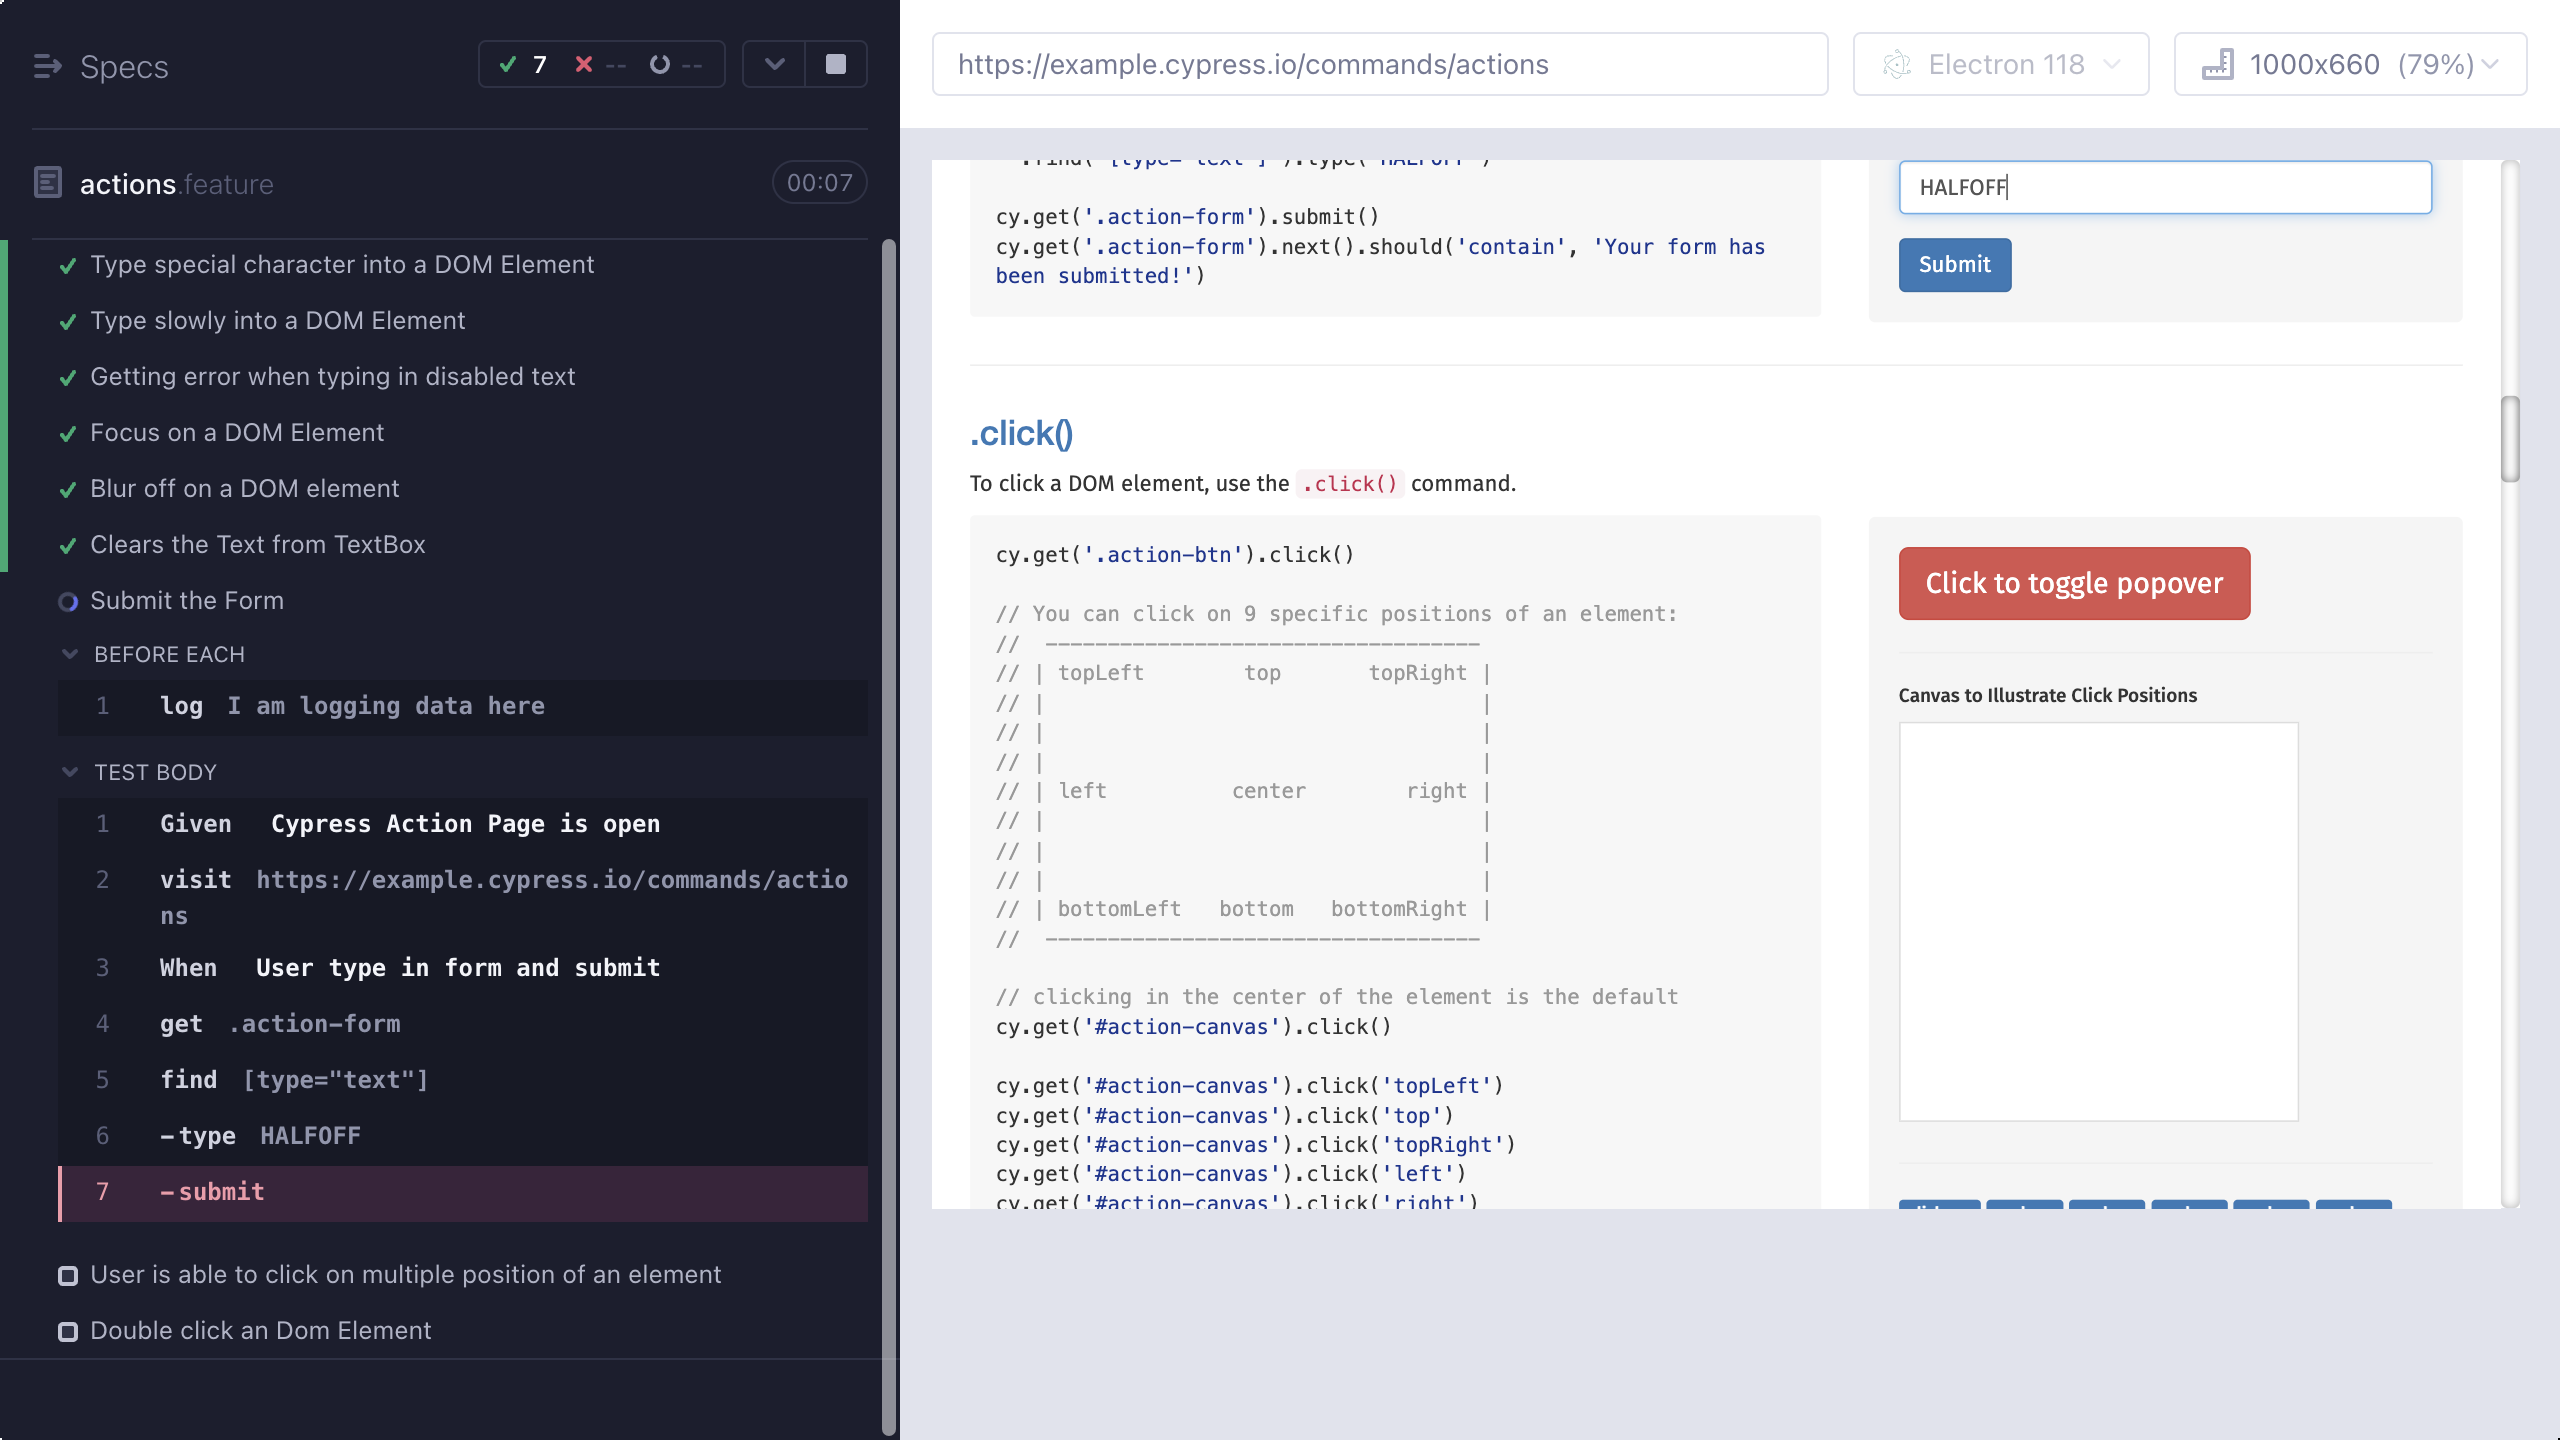 Specs
7 -- --
actions.feature
00:07
Type special character into a DOM Element
Type slowly into a DOM Element
Getting error when typing in disabled text
Focus on a DOM Element
Blur off on a DOM element
Clears the Text from TextBox
Submit the Form
BEFORE EACH
1 log I am logging data here
TEST BODY
1 Given Cypress Action Page is open
2 visit https://example.cypress.io/commands/actio
ns
3 When User type in form and submit
4 get .action-form
5 find [type="text"]
6 -type HALFOFF
7 -submit
User is able to click on multiple position of an element
Double click an Dom Element
https://example.cypress.io/commands/actions
Electron 118
1000x660 (79%)
.find('[type="text"]').type('HALFOFF')
cy.get('.action-form').submit()
cy.get('.action-form').next().should('contain', 'Your form has
been submitted!')
HALFOFF
Submit
.click()
To click a DOM element, use the .click() command.
cy.get('.action-btn').click()
// You can click on 9 specific positions of an element:
// -----------------------------------
// | topLeft top topRight |
// | |
// | |
// | |
// | left center right |
// | |
// | |
// | |
// | bottomLeft bottom bottomRight |
// -----------------------------------
// clicking in the center of the element is the default
cy.get('#action-canvas').click()
cy.get('#action-canvas').click('topLeft')
cy.get('#action-canvas').click('top')
cy.get('#action-canvas').click('topRight')
cy.get('#action-canvas').click('left')
cy.get('#action-canvas').click('right')
Click to toggle popover
Canvas to Illustrate Click Positions